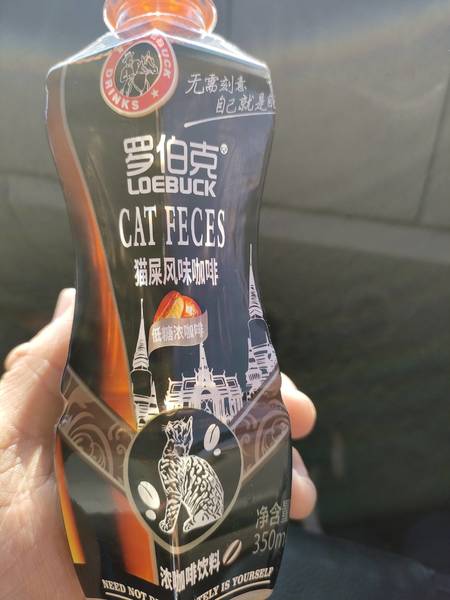 DRINKS
无需刻意
自己就是
罗伯克®
LOEBUCK
CAT FECES
猫屎风味咖啡
低糖浓咖啡
净含量
350m
浓咖啡饮料
NEED NOT
IS YOURSELF